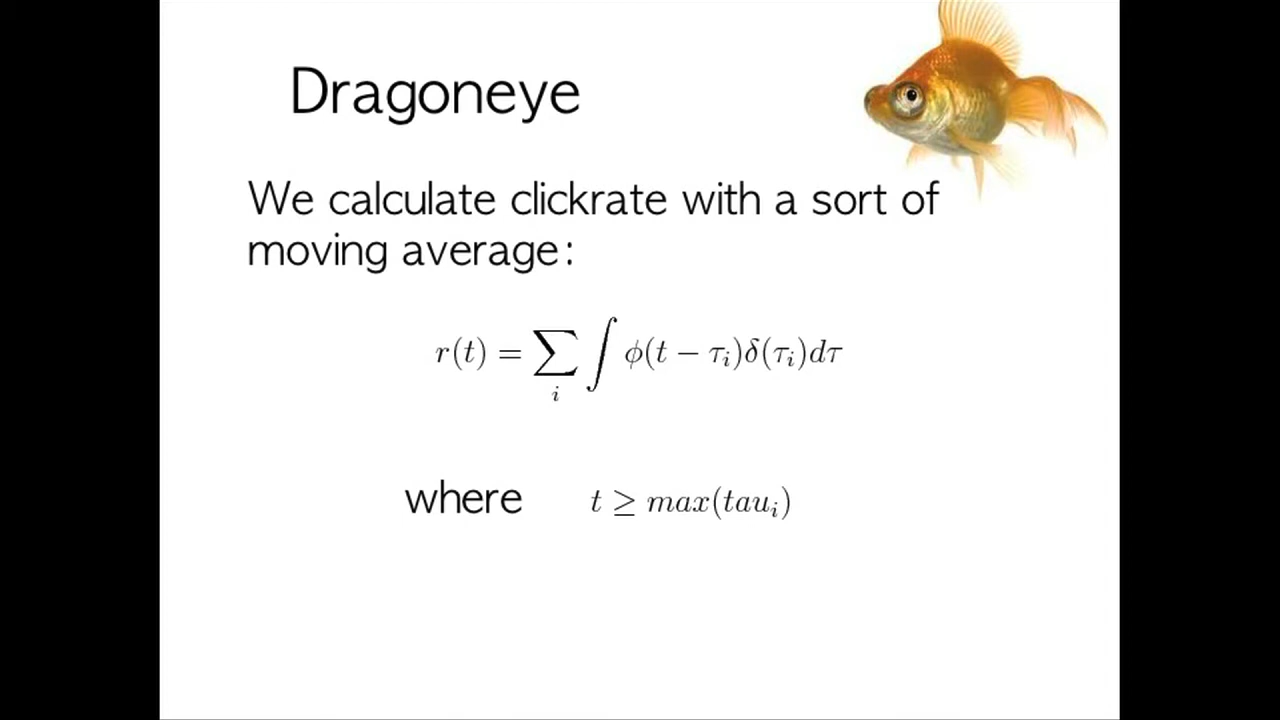 Dragoneye
We calculate clickrate with a sort of
moving average:
r(t) = ∑_i ∫ ϕ(t − τ_i)δ(τ_i)dτ
where t ≥ max(tau_i)